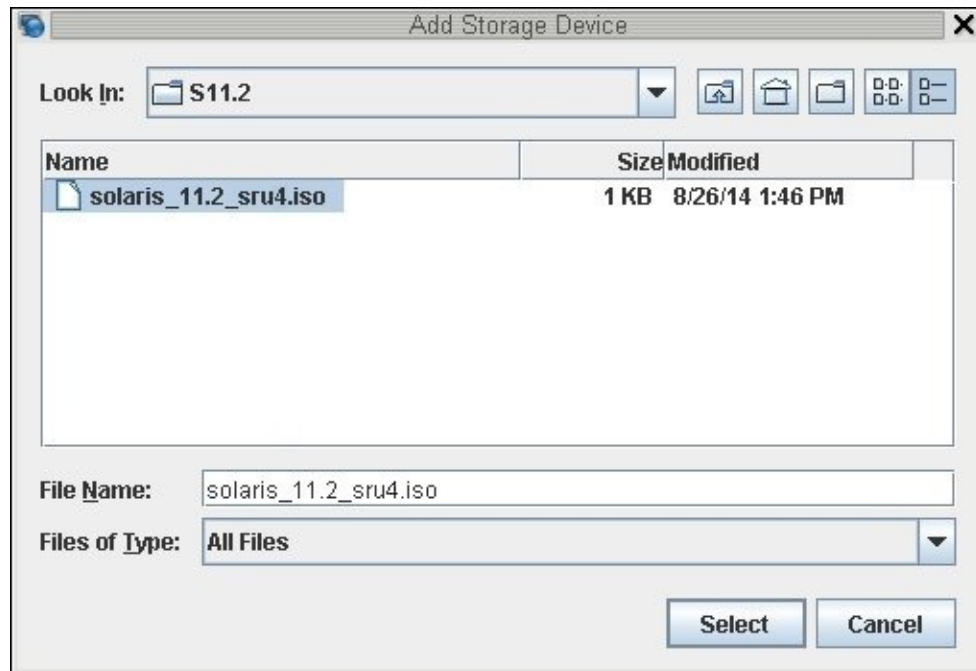 Add Storage Device
Look In: S11.2
Name Size Modified
solaris_11.2_sru4.iso 1 KB 8/26/14 1:46 PM
File Name: solaris_11.2_sru4.iso
Files of Type: All Files
Select Cancel